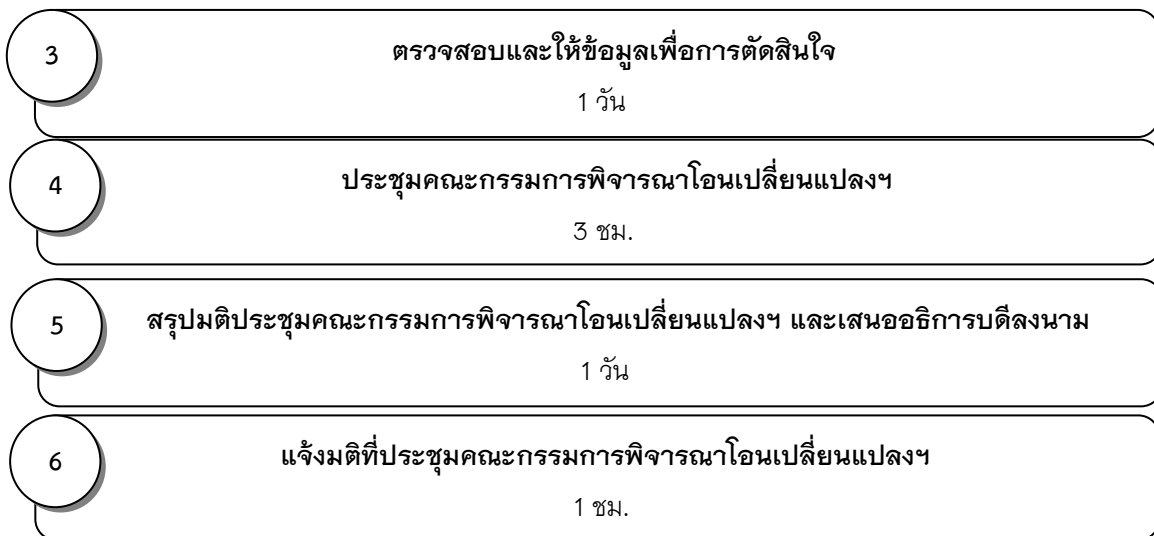 3
ตรวจสอบและให้ข้อมูลเพื่อการตัดสินใจ
1 วัน
4
ประชุมคณะกรรมการพิจารณาโอนเปลี่ยนแปลงฯ
3 ชม.
5
สรุปมติประชุมคณะกรรมการพิจารณาโอนเปลี่ยนแปลงฯ และเสนออธิการบดีลงนาม
1 วัน
6
แจ้งมติที่ประชุมคณะกรรมการพิจารณาโอนเปลี่ยนแปลงฯ
1 ชม.